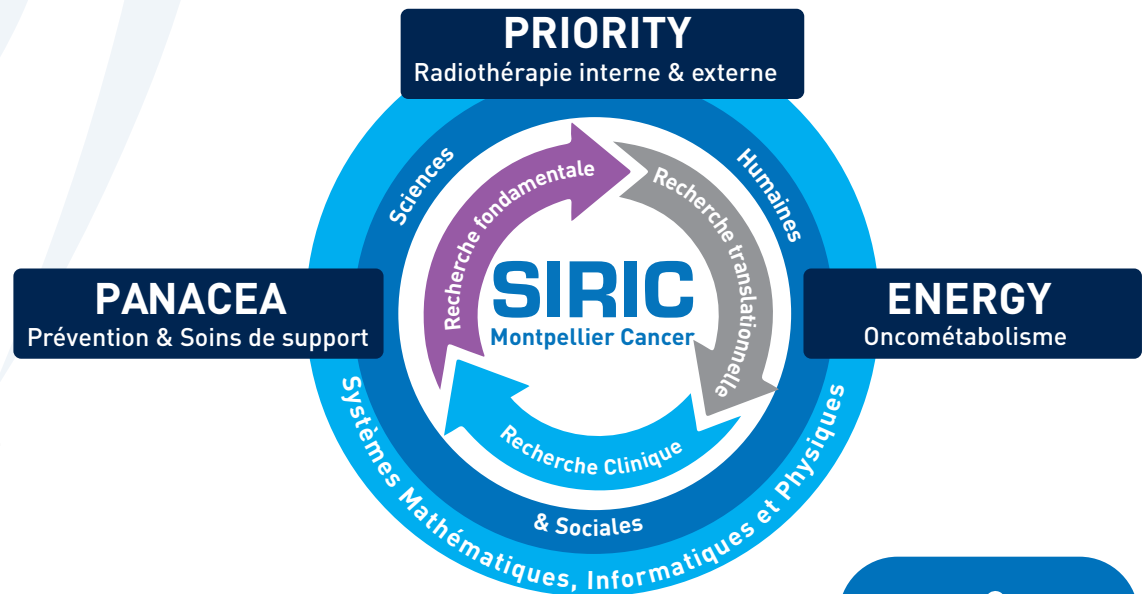 PRIORITY
Radiothérapie interne & externe
Sciences
Humaines
& Sociales
Recherche fondamentale
Recherche translationnelle
Recherche Clinique
SIRIC
Montpellier Cancer
PANACEA
Prévention & Soins de support
ENERGY
Oncométabolisme
Systèmes Mathématiques, Informatiques et Physiques